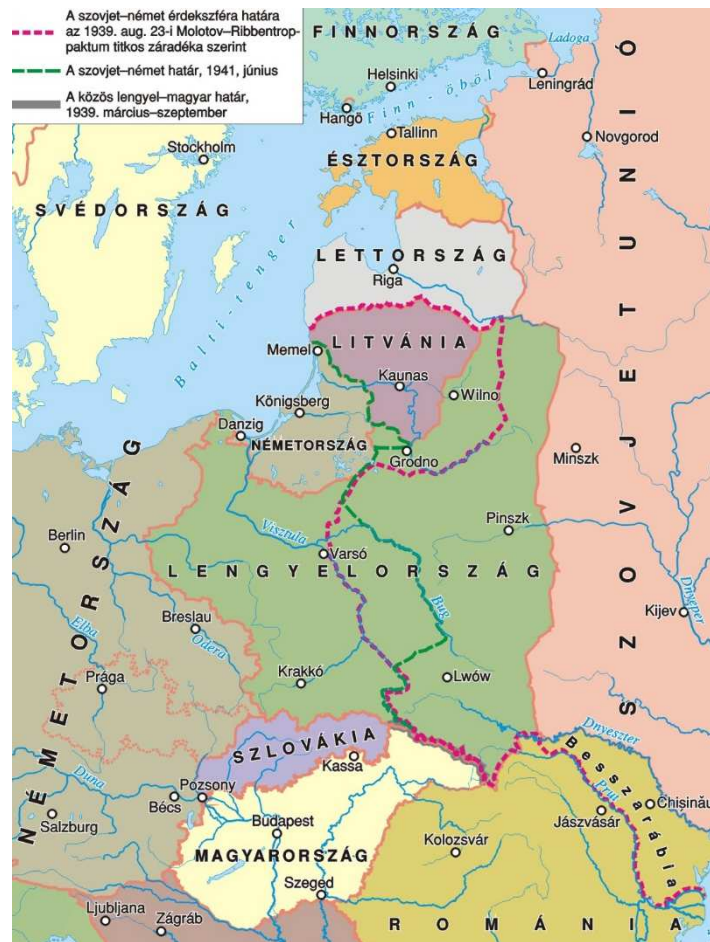 A szovjet–német érdekszféra határa
az 1939. aug. 23-i Molotov–Ribbentrop-
paktum titkos záradéka szerint
A szovjet–német határ, 1941, június
A közös lengyel–magyar határ,
1939. március–szeptember
FINNORSZÁG
Ladoga
Helsinki
Leningrád
Finn-öböl
Hangő
Tallinn
Novgorod
Stockholm
ÉSZTORSZÁG
SVÉDORSZÁG
LETTORSZÁG
Riga
Balti-tenger
SZOVJETUNIÓ
Memel
LITVÁNIA
Kaunas
Wilno
Königsberg
Danzig
NÉMETORSZÁG
Grodno
Minszk
NÉMETORSZÁG
Pinszk
Visztula
Berlin
Varsó
LENGYELORSZÁG
Dnyeper
Bug
Kijev
Elba
Breslau
Odera
Prága
Krakkó
Lwów
SZLOVÁKIA
Dnyeszter
Kassa
Besszarábia
Duna
Pozsony
Prut
Bécs
Chișinău
Salzburg
Jászvásár
Budapest
Kolozsvár
MAGYARORSZÁG
Szeged
Ljubljana
Zágráb
ROMÁNIA